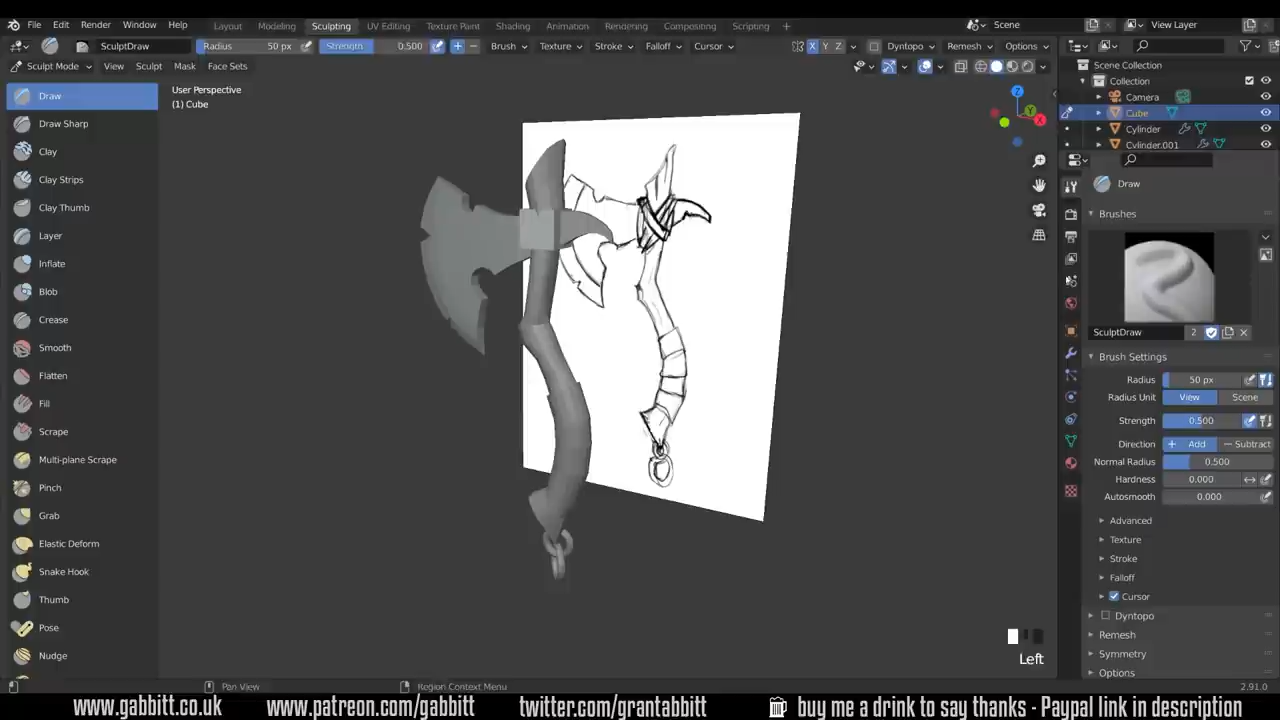 File Edit Render Window Help Layout Modeling Sculpting UV Editing Texture Paint Shading Animation Rendering Compositing Scripting + Scene View Layer
SculptDraw Radius 50 px Strength 0.500 Brush Texture Stroke Falloff Cursor X Y Z Dyntopo Remesh Options
Sculpt Mode View Sculpt Mask Face Sets
Scene Collection
Collection
Camera
Cube
Cylinder
Cylinder.001
User Perspective
(1) Cube
Z
Y
X
Draw
Draw Sharp
Clay
Clay Strips
Clay Thumb
Layer
Inflate
Blob
Crease
Smooth
Flatten
Fill
Scrape
Multi-plane Scrape
Pinch
Grab
Elastic Deform
Snake Hook
Thumb
Pose
Nudge
Draw
Brushes
SculptDraw 2
Brush Settings
Radius 50 px
Radius Unit View Scene
Strength 0.500
Direction + Add — Subtract
Normal Radius 0.500
Hardness 0.000
Autosmooth 0.000
Advanced
Texture
Stroke
Falloff
Cursor
Dyntopo
Remesh
Symmetry
Options
Left
Pan View Region Context Menu 2.91.0
www.gabbitt.co.uk www.patreon.com/gabbitt twitter.com/grantabbitt buy me a drink to say thanks - Paypal link in description